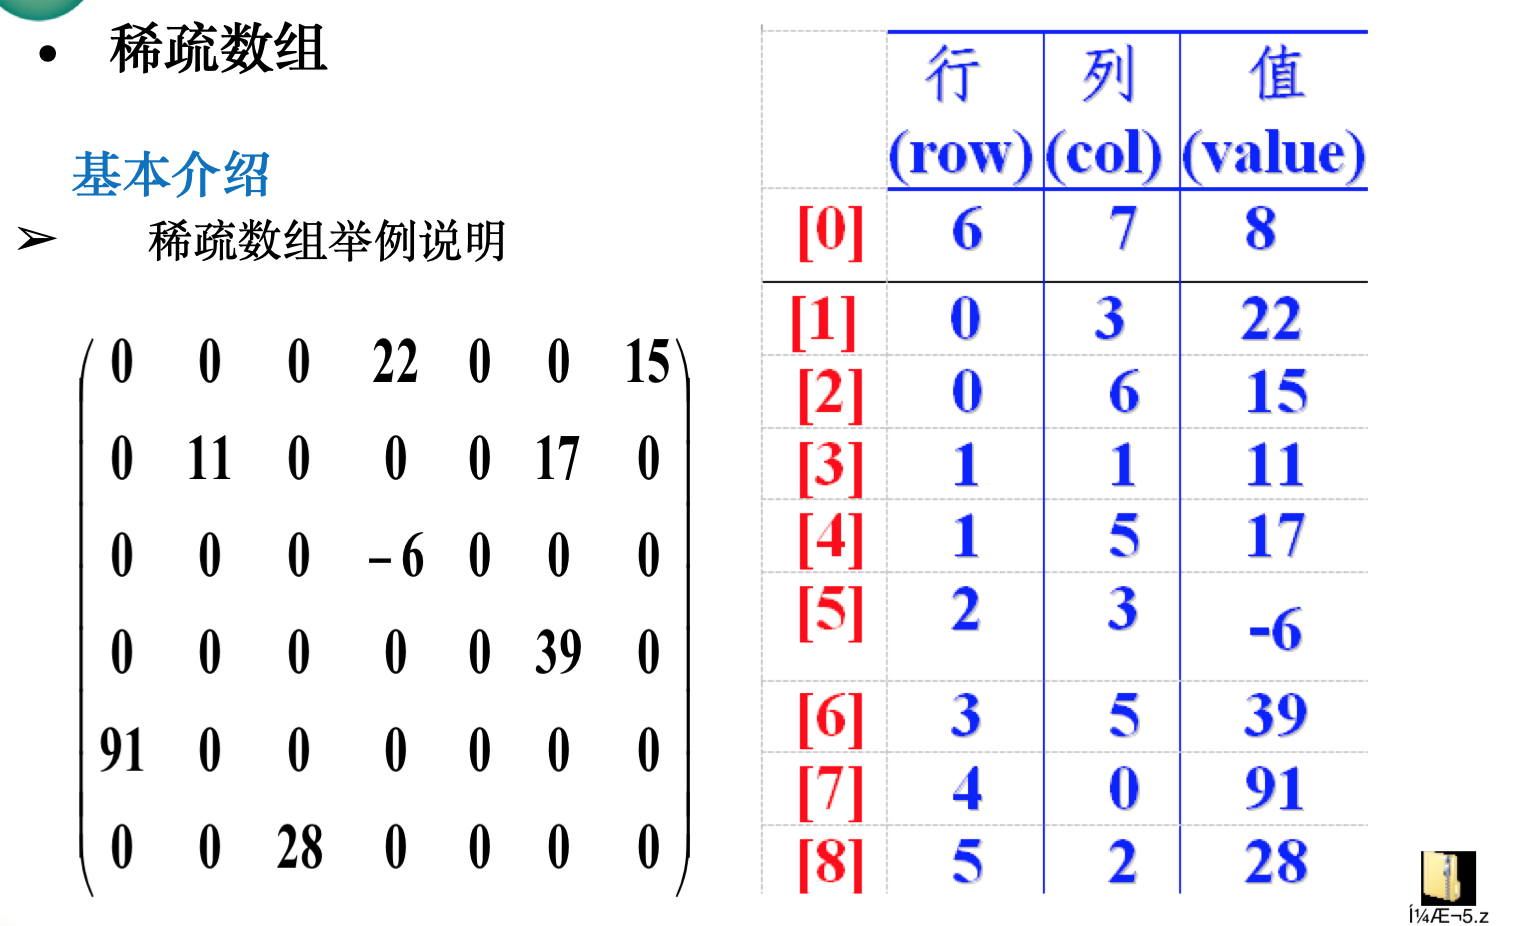 • 稀疏数组
基本介绍
➢ 稀疏数组举例说明
0 0 0 22 0 0 15
0 11 0 0 0 17 0
0 0 0 –6 0 0 0
0 0 0 0 0 39 0
91 0 0 0 0 0 0
0 0 28 0 0 0 0
行 列 值
(row) (col) (value)
[0] 6 7 8
[1] 0 3 22
[2] 0 6 15
[3] 1 1 11
[4] 1 5 17
[5] 2 3 -6
[6] 3 5 39
[7] 4 0 91
[8] 5 2 28
Í¼Æ¬5.z